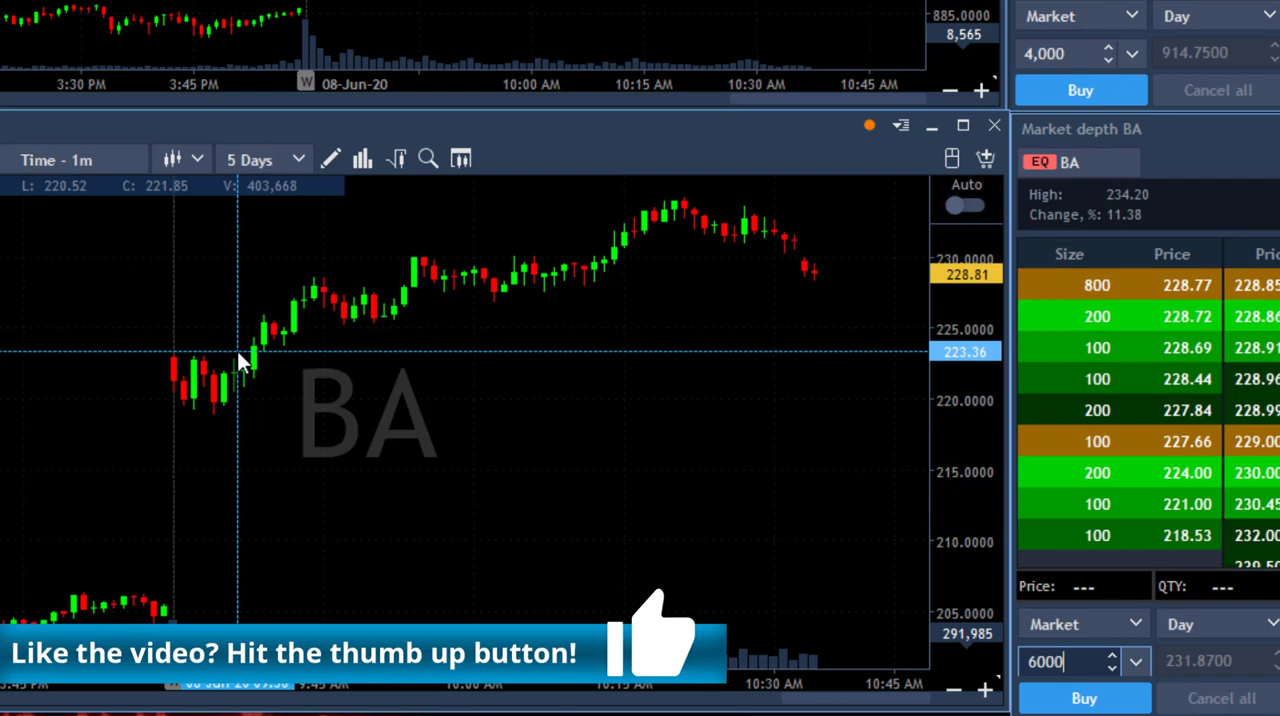 885.0000
8,565
3:30 PM 3:45 PM W 08-Jun-20 10:00 AM 10:15 AM 10:30 AM 10:45 AM
Market Day
4,000 914.7500
Buy Cancel all
Time - 1m 5 Days
L: 220.52 C: 221.85 V: 403,668
Auto
230.0000
228.81
225.0000
223.36
220.0000
215.0000
210.0000
205.0000
291,985
BA
Market depth BA
EQ BA
High: 234.20
Change, %: 11.38
Size Price
800 228.77 228.85
200 228.72 228.86
100 228.69 228.91
100 228.44 228.96
200 227.84 228.99
100 227.66 229.00
200 224.00 230.00
100 221.00 230.45
100 218.53 232.00
Price: --- QTY: ---
Market Day
6000 231.8700
Buy Cancel all
Like the video? Hit the thumb up button!
10:30 AM 10:45 AM